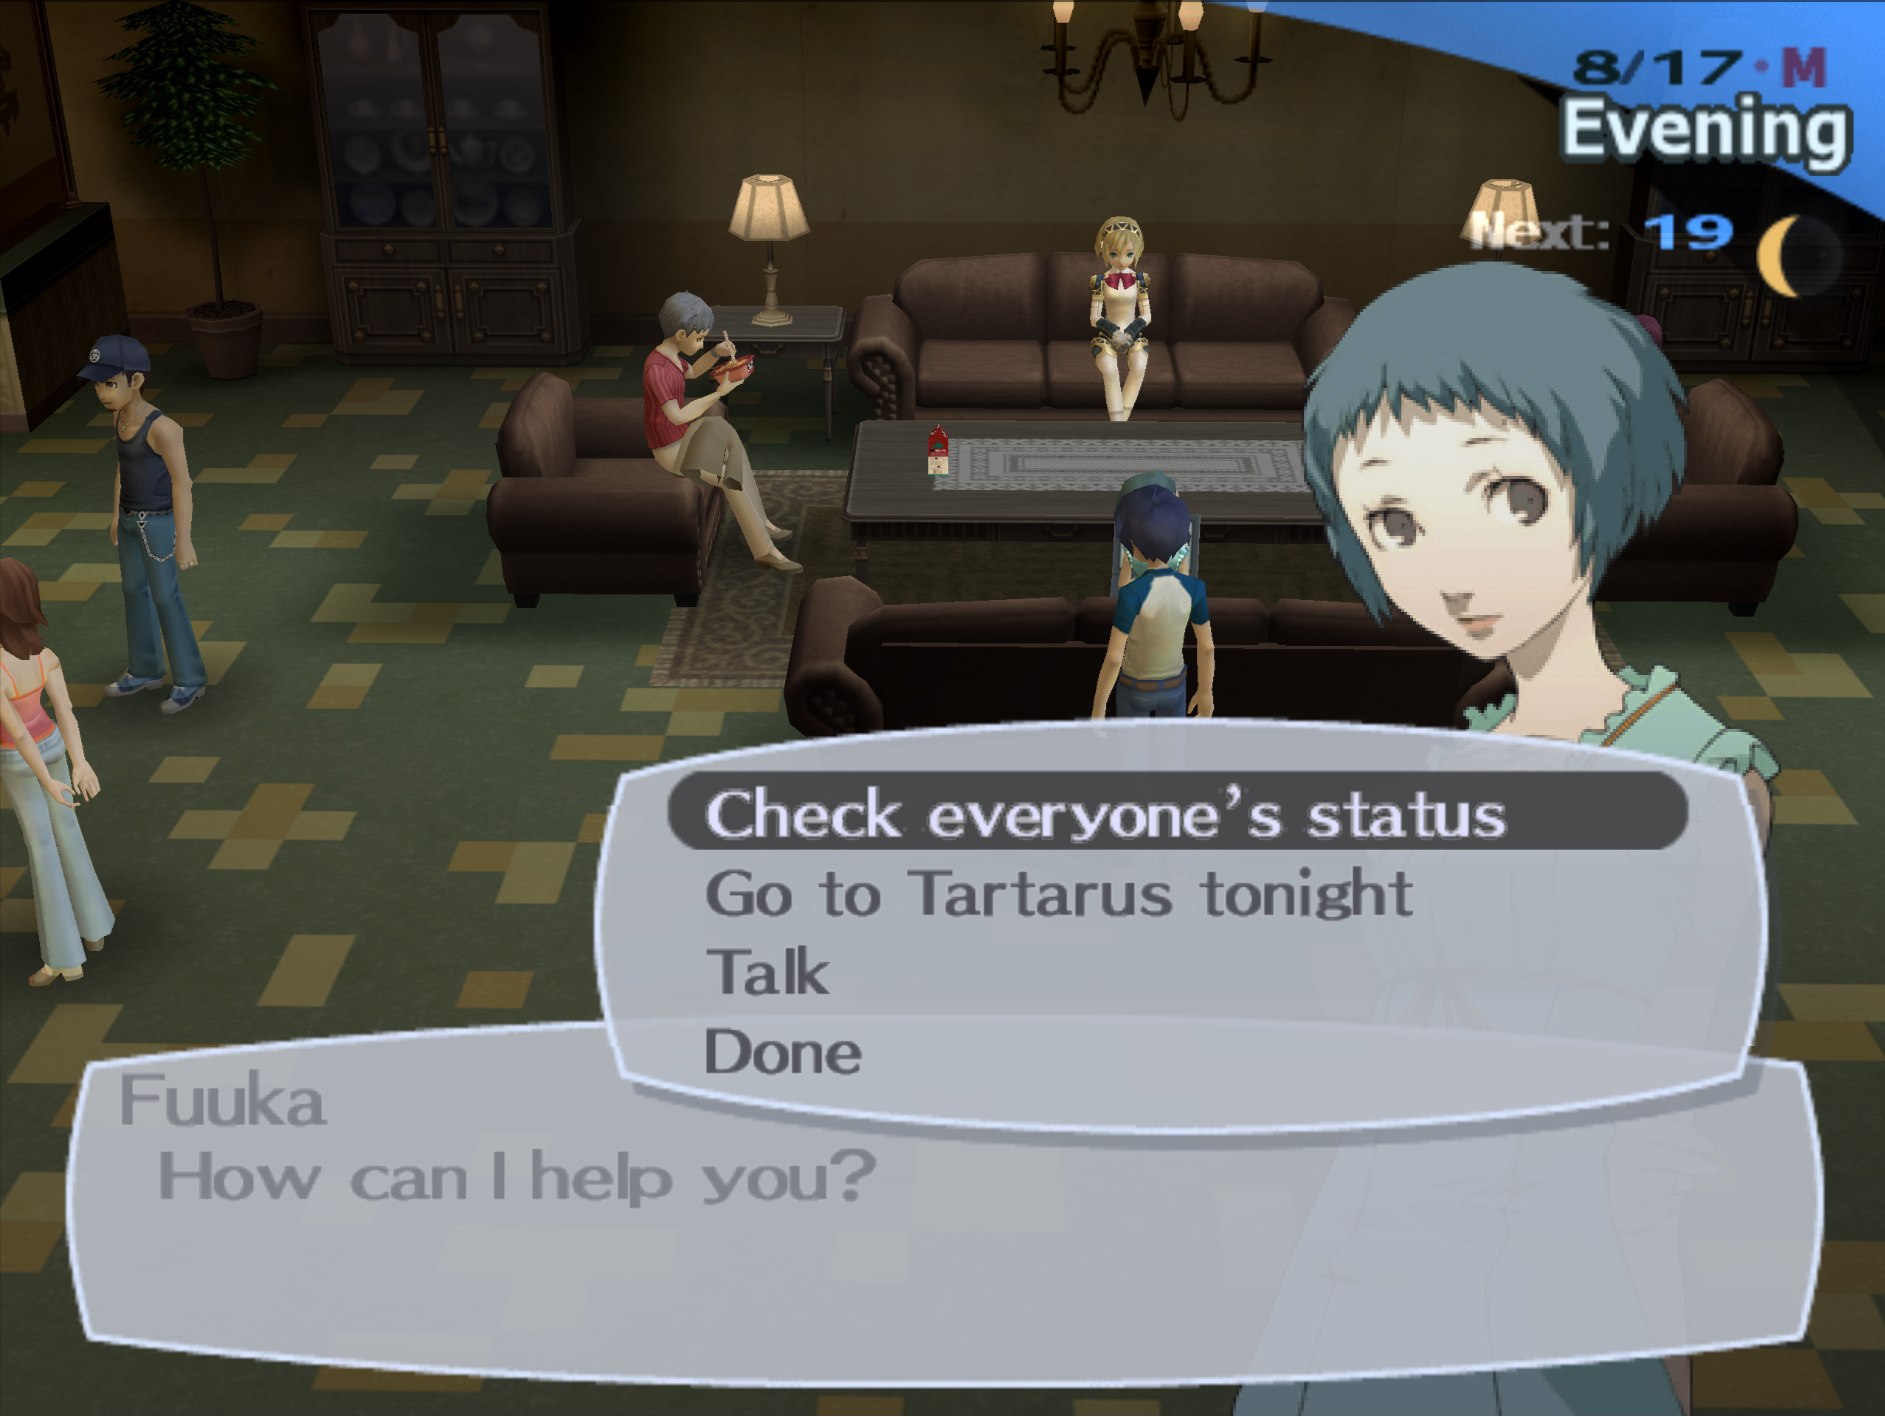 8/17・M
Evening
Next: 19
Check everyone's status
Go to Tartarus tonight
Talk
Done
Fuuka
How can I help you?